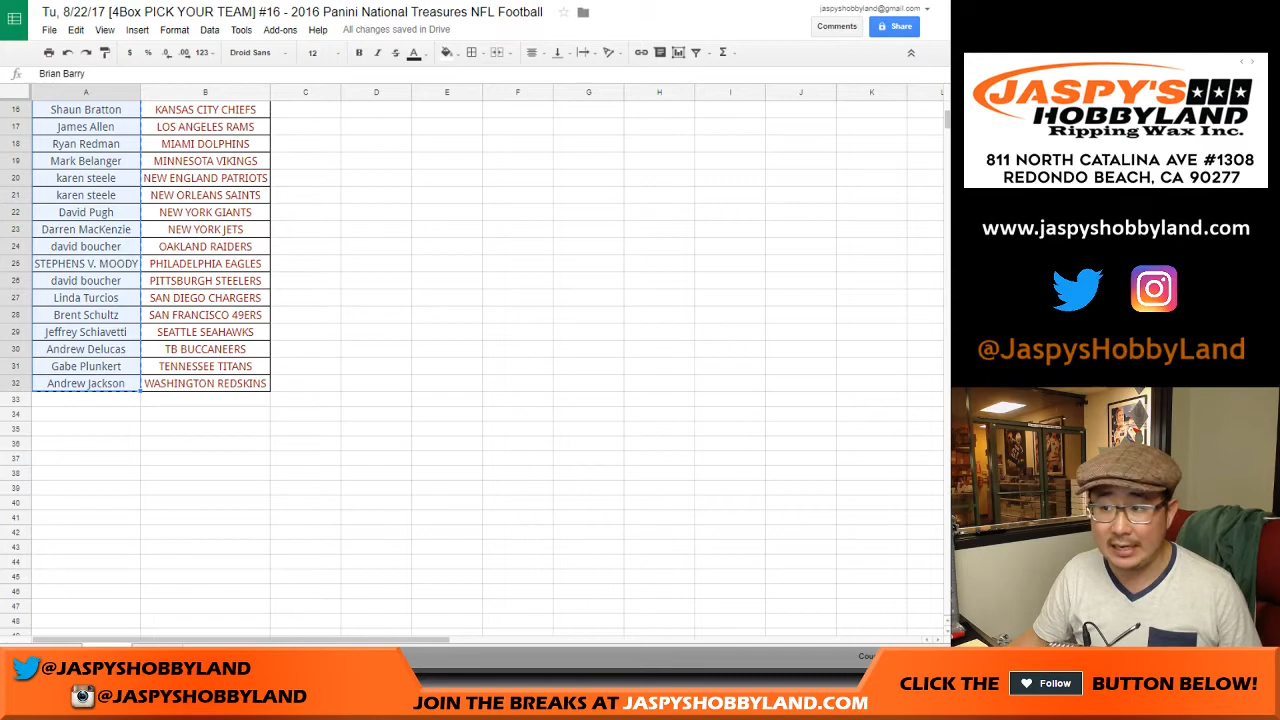 Tu, 8/22/17 [4Box PICK YOUR TEAM] #16 - 2016 Panini National Treasures NFL Football
jaspyhobbyland@gmail.com
File Edit View Insert Format Data Tools Add-ons Help All changes saved in Drive
Comments
Share
$ % .0 .00 123 Droid Sans 12 B I S A Σ
fx Brian Barry
A B C D E F G H I J K L
16 Shaun Bratton KANSAS CITY CHIEFS
17 James Allen LOS ANGELES RAMS
18 Ryan Redman MIAMI DOLPHINS
19 Mark Belanger MINNESOTA VIKINGS
20 karen steele NEW ENGLAND PATRIOTS
21 karen steele NEW ORLEANS SAINTS
22 David Pugh NEW YORK GIANTS
23 Darren MacKenzie NEW YORK JETS
24 david boucher OAKLAND RAIDERS
25 STEPHENS V. MOODY PHILADELPHIA EAGLES
26 david boucher PITTSBURGH STEELERS
27 Linda Turcios SAN DIEGO CHARGERS
28 Brent Schultz SAN FRANCISCO 49ERS
29 Jeffrey Schiavetti SEATTLE SEAHAWKS
30 Andrew Delucas TB BUCCANEERS
31 Gabe Plunkert TENNESSEE TITANS
32 Andrew Jackson WASHINGTON REDSKINS
33
34
35
36
37
38
39
40
41
42
43
44
45
46
47
48
JASPY'S
HOBBYLAND
Ripping Wax Inc.
811 NORTH CATALINA AVE #1308
REDONDO BEACH, CA 90277
www.jaspyshobbyland.com
@JaspysHobbyLand
@JASPYSHOBBYLAND
@JASPYSHOBBYLAND
JOIN THE BREAKS AT JASPYSHOBBYLAND.COM
CLICK THE Follow BUTTON BELOW!